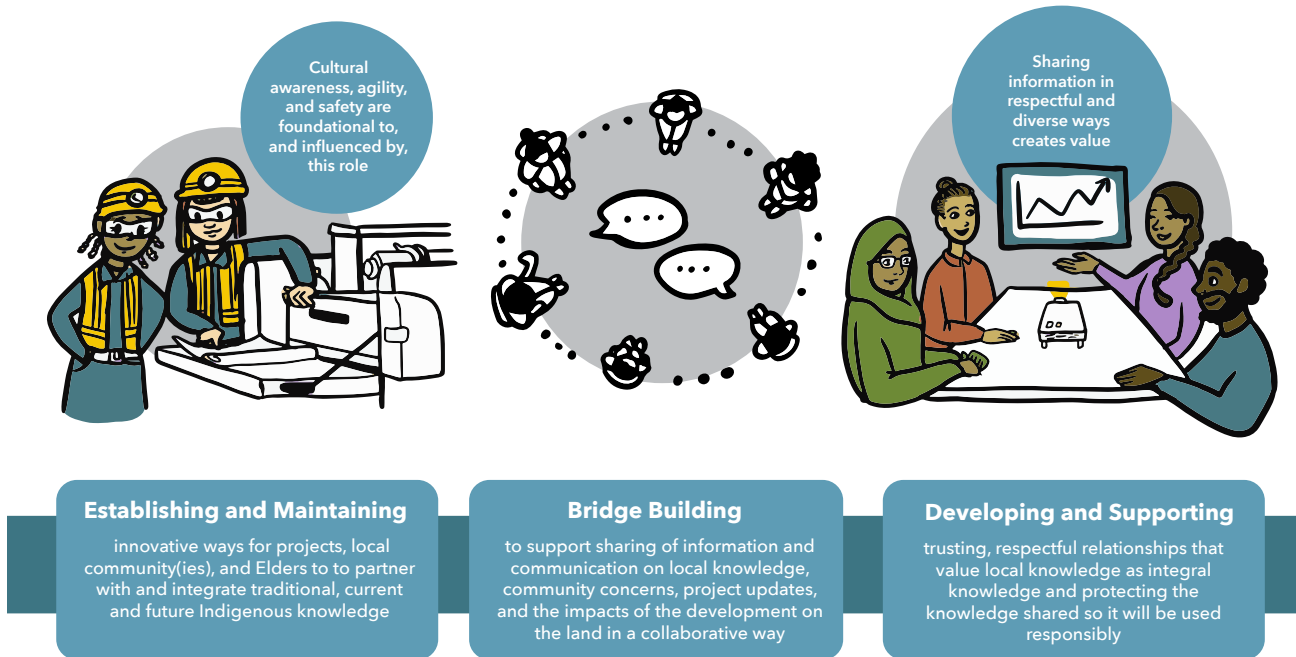 Cultural
awareness, agility,
and safety are
foundational to,
and influenced by,
this role
Sharing
information in
respectful and
diverse ways
creates value
Establishing and Maintaining
innovative ways for projects, local
community(ies), and Elders to to partner
with and integrate traditional, current
and future Indigenous knowledge
Bridge Building
to support sharing of information and
communication on local knowledge,
community concerns, project updates,
and the impacts of the development on
the land in a collaborative way
Developing and Supporting
trusting, respectful relationships that
value local knowledge as integral
knowledge and protecting the
knowledge shared so it will be used
responsibly